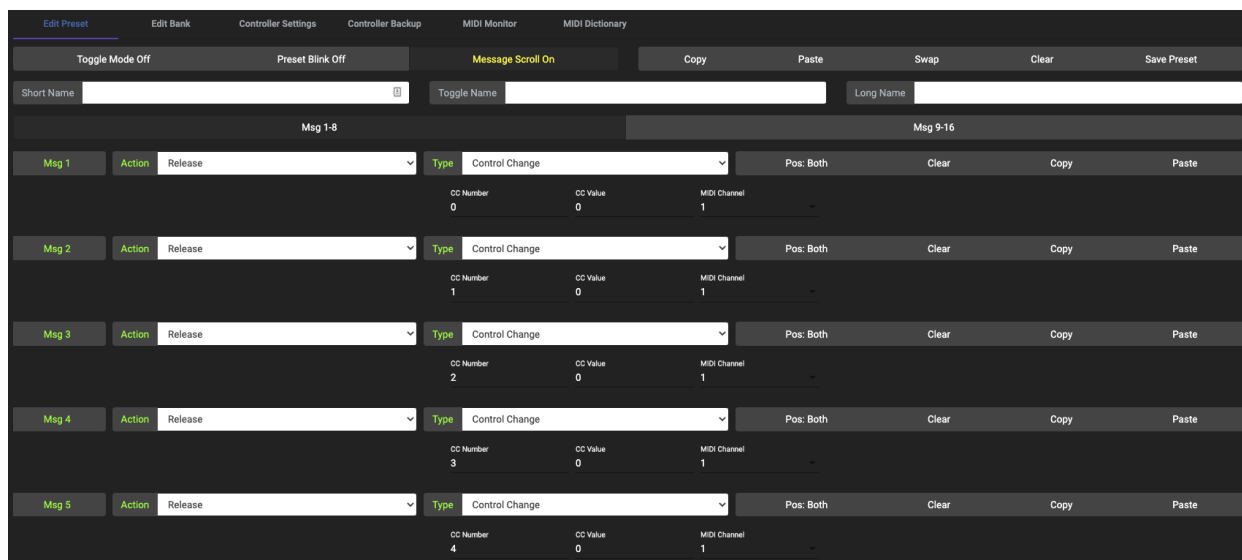 Edit Preset Edit Bank Controller Settings Controller Backup MIDI Monitor MIDI Dictionary
Toggle Mode Off Preset Blink Off Message Scroll On Copy Paste Swap Clear Save Preset
Short Name Toggle Name Long Name
Msg 1-8 Msg 9-16
Msg 1 Action Release Type Control Change Pos: Both Clear Copy Paste
CC Number CC Value MIDI Channel
0 0 1
Msg 2 Action Release Type Control Change Pos: Both Clear Copy Paste
CC Number CC Value MIDI Channel
1 0 1
Msg 3 Action Release Type Control Change Pos: Both Clear Copy Paste
CC Number CC Value MIDI Channel
2 0 1
Msg 4 Action Release Type Control Change Pos: Both Clear Copy Paste
CC Number CC Value MIDI Channel
3 0 1
Msg 5 Action Release Type Control Change Pos: Both Clear Copy Paste
CC Number CC Value MIDI Channel
4 0 1